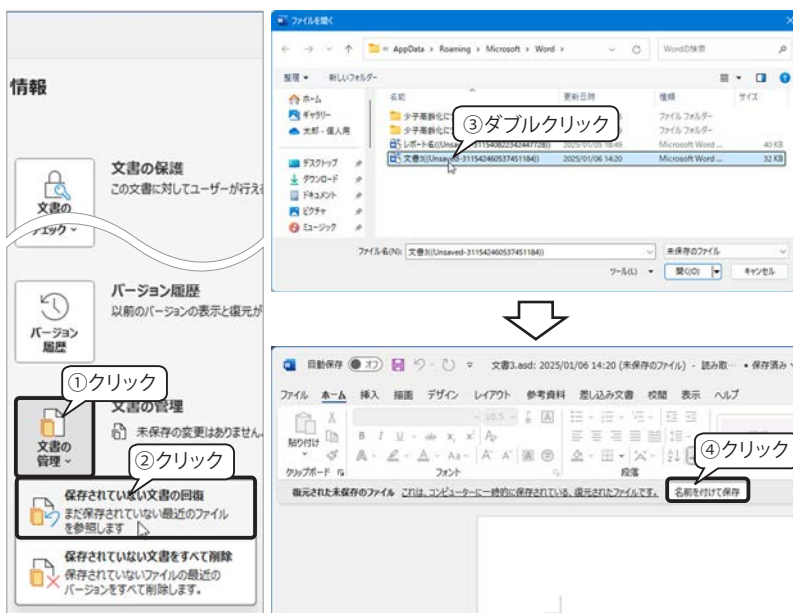 情報
文書の保護
この文書に対してユーザーが行え
文書の
チェック
バージョン履歴
以前のバージョンの表示と復元が
バージョン
履歴
①クリック
文書の管理
未保存の変更はありません。
文書の
管理
②クリック
保存されていない文書の回復
まだ保存されていない最近のファイル
を参照します
保存されていない文書をすべて削除
保存されていないファイルの最近の
バージョンをすべて削除します。
ファイルを開く
« AppData › Roaming › Microsoft › Word ›
Wordの検索
整理 新しいフォルダー
名前 更新日時 種類 サイズ
ホーム
ギャラリー
太郎 - 個人用
デスクトップ
ダウンロード
ドキュメント
ピクチャ
ミュージック
少子高齢化に
ファイル フォルダー
少子高齢化に
ファイル フォルダー
③ダブルクリック
レポート名((Unsaved-311540822342447728)) 2025/01/05 18:49 Microsoft Word ... 40 KB
文書3((Unsaved-311542460537451184)) 2025/01/06 14:20 Microsoft Word ... 32 KB
ファイル名(N): 文書3((Unsaved-311542460537451184)) 未保存のファイル
ツール(L) 開く(O) キャンセル
自動保存 オフ 文書3.asd: 2025/01/06 14:20 (未保存のファイル) - 読み取… • 保存済み
ファイル ホーム 挿入 描画 デザイン レイアウト 参考資料 差し込み文書 校閲 表示 ヘルプ
10.5
貼り付け
B I U ab x, x²
クリップボード フォント 段落
④クリック
復元された未保存のファイル これは、コンピューターに一時的に保存されている、復元されたファイルです。 名前を付けて保存